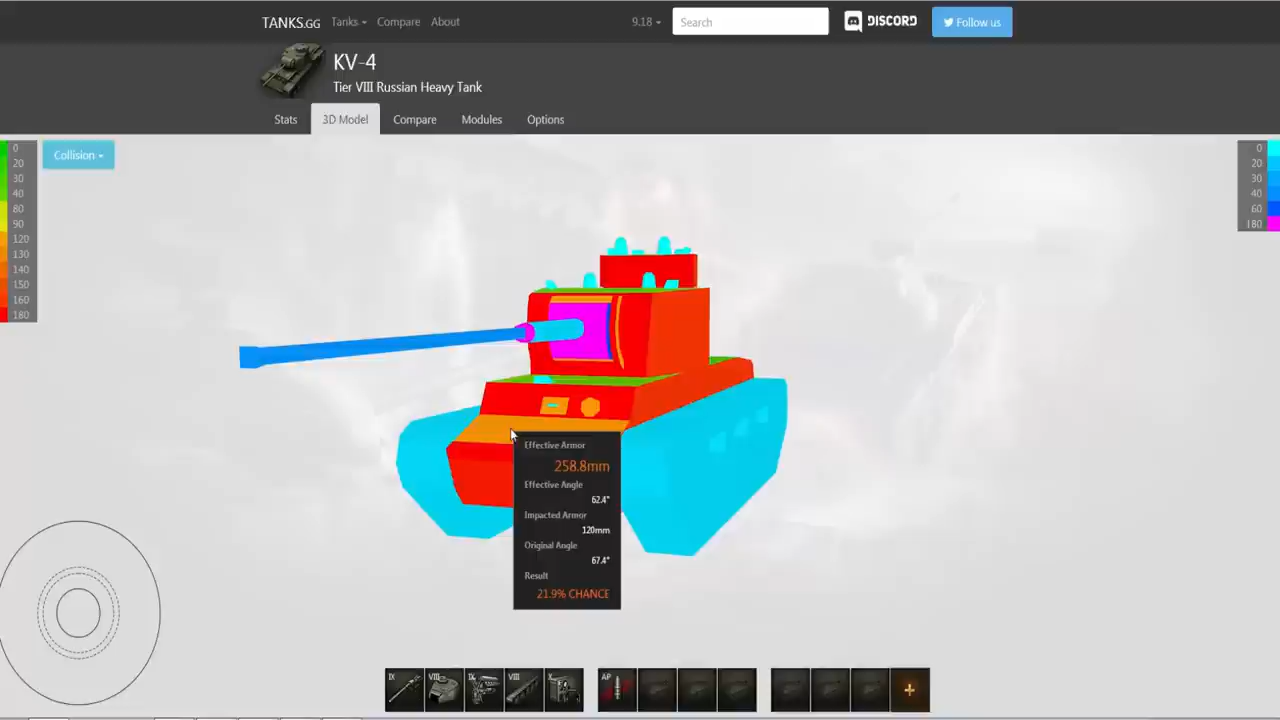 TANKS.GG Tanks Compare About 9.18 Search DISCORD Follow us
KV-4
Tier VIII Russian Heavy Tank
Stats 3D Model Compare Modules Options
Collision
0
20
30
40
80
90
120
130
140
150
160
180
0
20
30
40
60
180
Effective Armor
258.8mm
Effective Angle
62.4°
Impacted Armor
120mm
Original Angle
67.4°
Result
21.9% CHANCE
IX VIII IX VIII X AP +